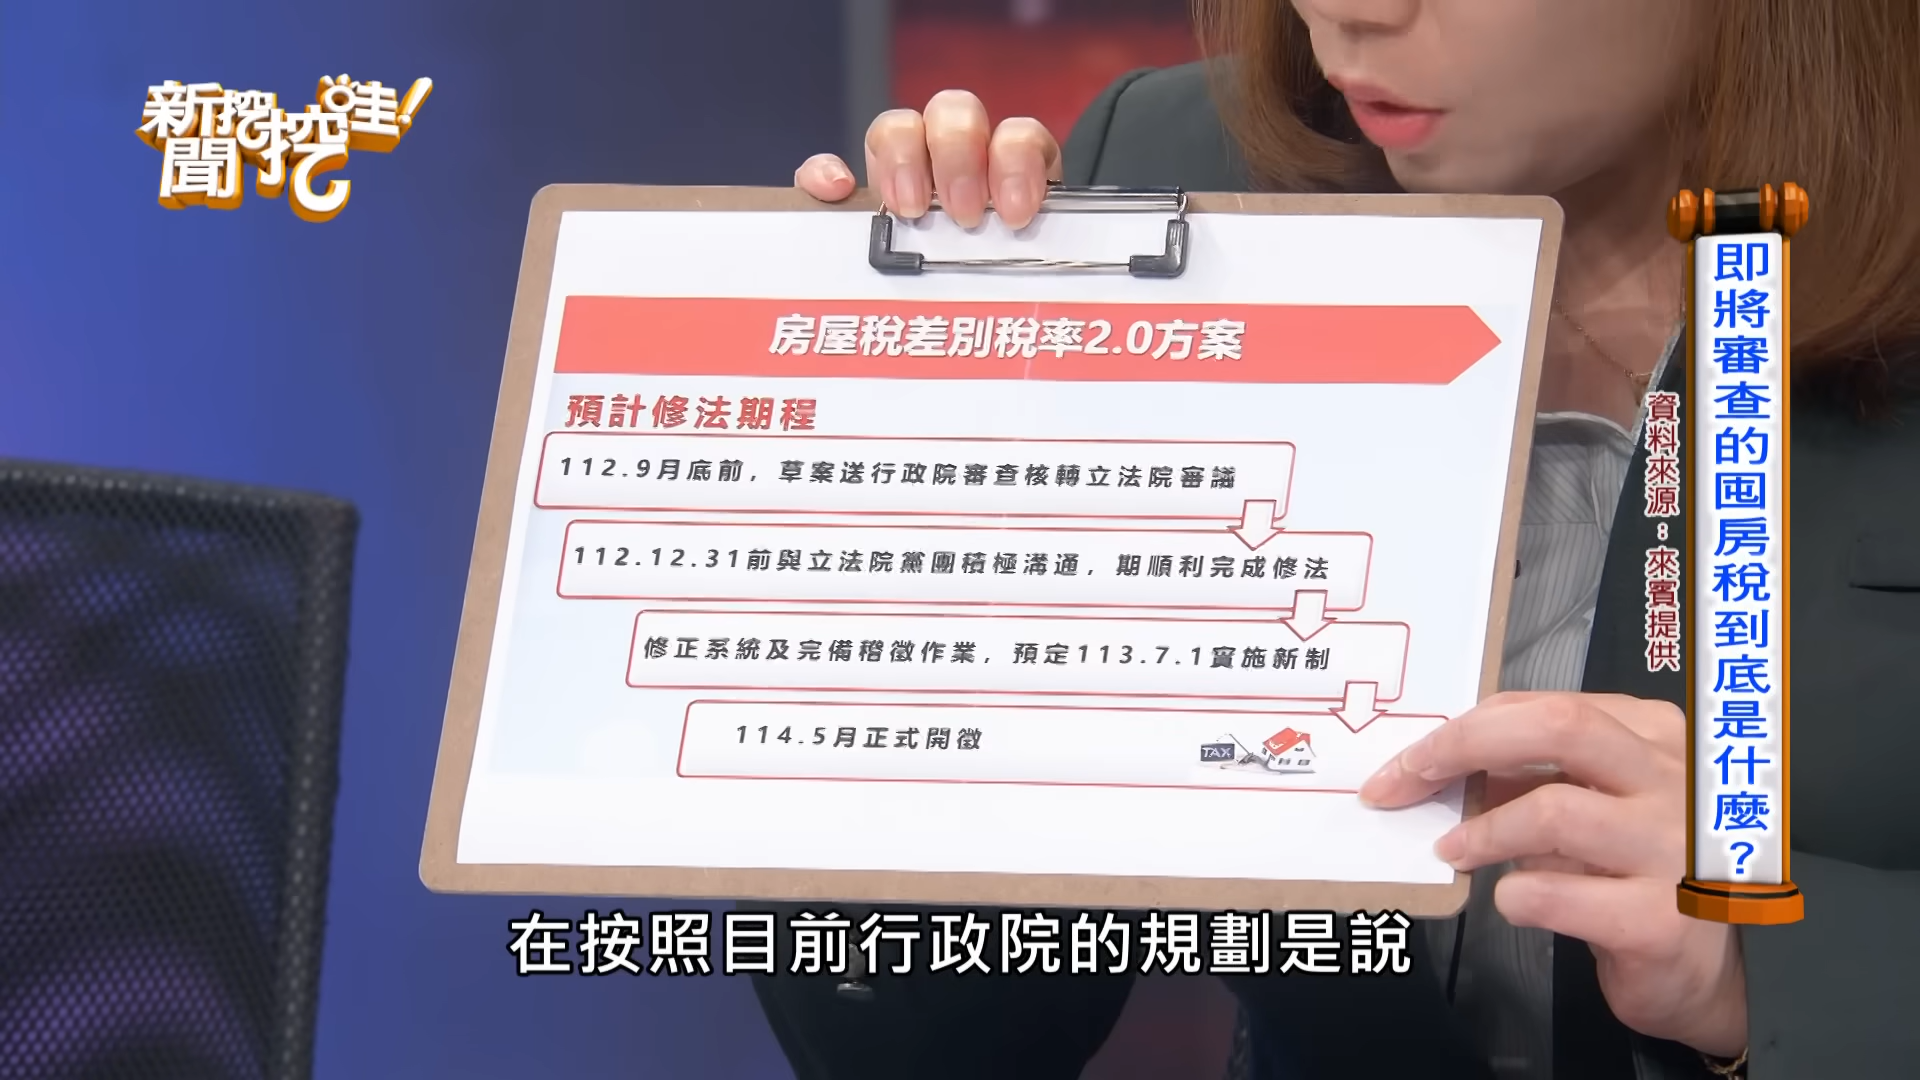 新聞挖挖哇!
房屋稅差別稅率2.0方案
預計修法期程
112.9月底前，草案送行政院審查核轉立法院審議
112.12.31前與立法院黨團積極溝通，期順利完成修法
修正系統及完備稽徵作業，預定113.7.1實施新制
114.5月正式開徵
TAX
即將審查的囤房稅到底是什麼？
資料來源：來賓提供
在按照目前行政院的規劃是說